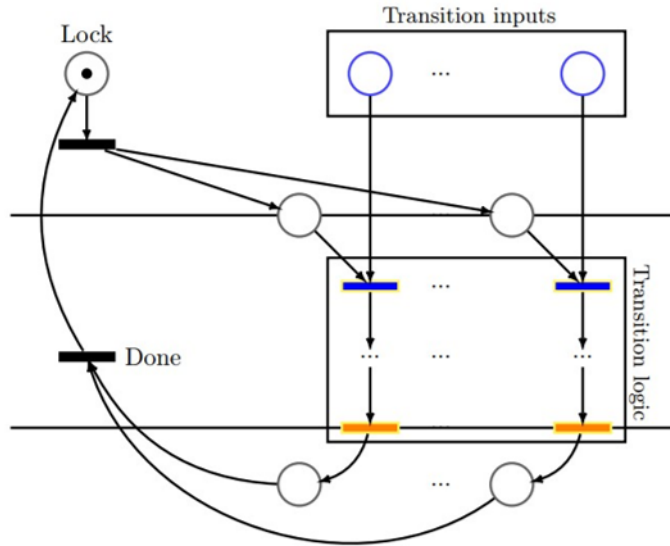 Transition inputs
Lock
...
...
...
... ... ...
Done
Transition logic
...